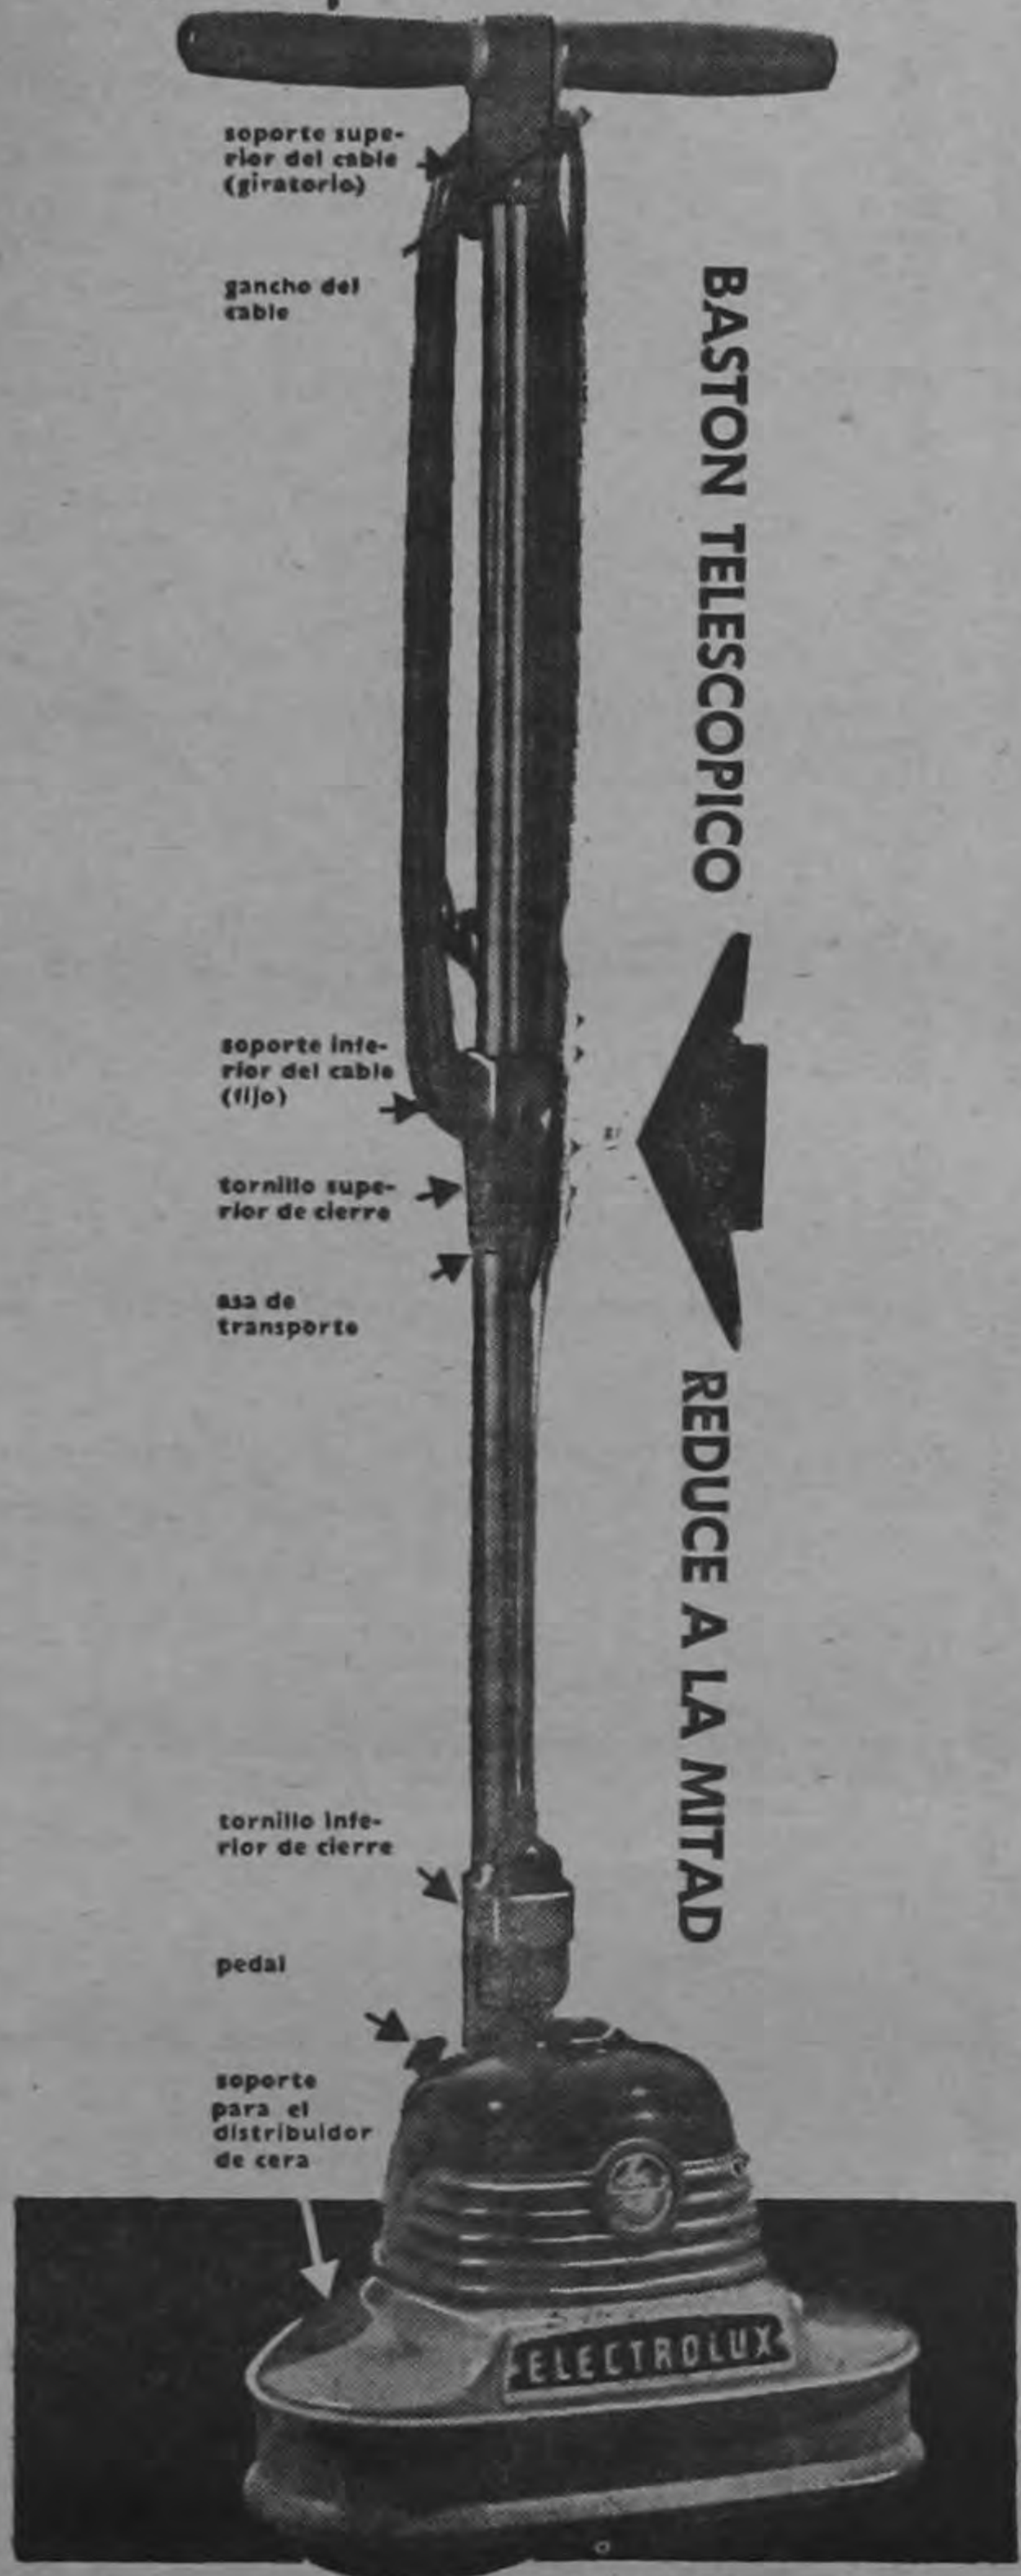 soporte supe-
rior del cable
(giratorio)
gancho del
cable
BASTON TELESCOPICO
soporte infe-
rior del cable
(fijo)
tornillo supe-
rior de cierre
asa de
transporte
REDUCE A LA MITAD
tornillo infe-
rior de cierre
pedal
soporte
para el
distribuidor
de cera
ELECTROLUX